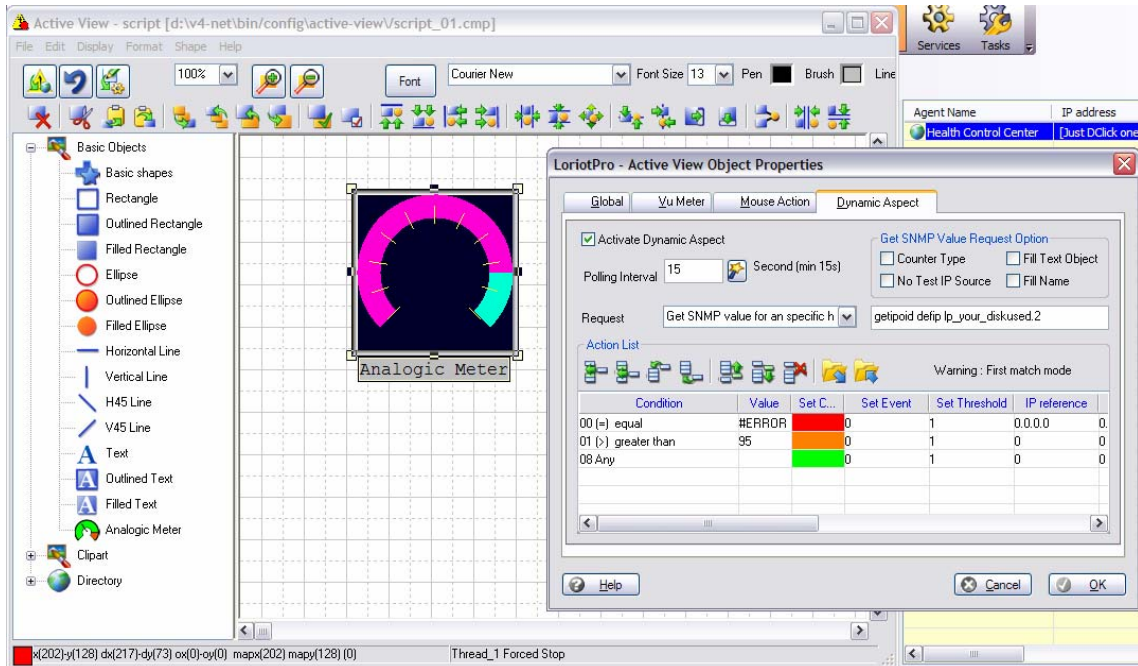 Active View - script [d:\v4-net\bin/config\active-view\/script_01.cmp]
File Edit Display Format Shape Help
100%
Font
Courier New
Font Size 13
Pen
Brush
Line
Services Tasks
Agent Name IP address
Health Control Center [Just DClick one
Basic Objects
Basic shapes
Rectangle
Outlined Rectangle
Filled Rectangle
Ellipse
Outlined Ellipse
Filled Ellipse
Horizontal Line
Vertical Line
H45 Line
V45 Line
A Text
A Outlined Text
A Filled Text
Analogic Meter
Clipart
Directory
Analogic Meter
LoriotPro - Active View Object Properties
Global Vu Meter Mouse Action Dynamic Aspect
Activate Dynamic Aspect
Polling Interval 15 Second (min 15s)
Get SNMP Value Request Option
Counter Type Fill Text Object
No Test IP Source Fill Name
Request Get SNMP value for an specific h getipoid defip lp_your_diskused.2
Action List
Warning : First match mode
Condition Value Set C... Set Event Set Threshold IP reference
00 (=) equal #ERROR 0 1 0.0.0.0 0.
01 (>) greater than 95 0 1 0 0
08 Any 0 1 0 0
Help Cancel OK
x(202)-y(128) dx(217)-dy(73) ox(0)-oy(0) mapx(202) mapy(128) (0) Thread_1 Forced Stop